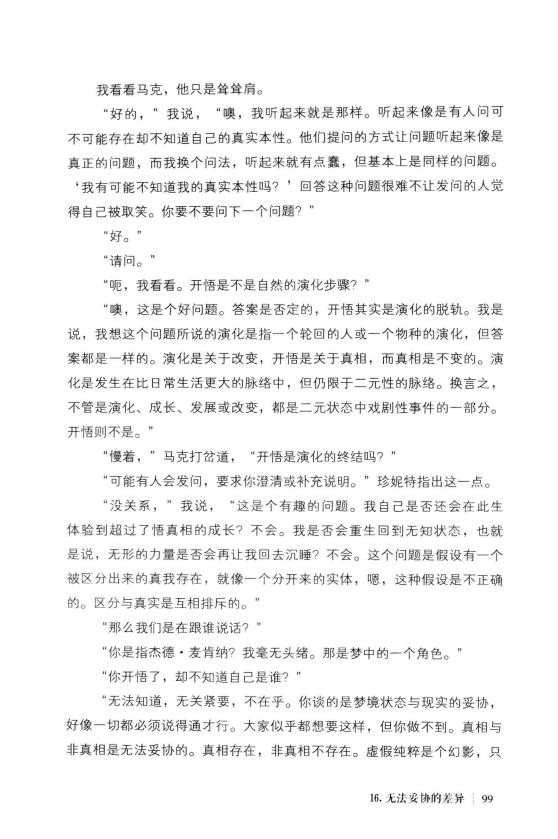 我看看马克，他只是耸耸肩。
“好的，”我说，“噢，我听起来就是那样。听起来像是有人问可
不可能存在却不知道自己的真实本性。他们提问的方式让问题听起来像是
真正的问题，而我换个问法，听起来就有点蠢，但基本上是同样的问题。
‘我有可能不知道我的真实本性吗？’回答这种问题很难不让发问的人觉
得自己被取笑。你要不要问下一个问题？”
“好。”
“请问。”
“呃，我看看。开悟是不是自然的演化步骤？”
“噢，这是个好问题。答案是否定的，开悟其实是演化的脱轨。我是
说，我想这个问题所说的演化是指一个轮回的人或一个物种的演化，但答
案都是一样的。演化是关于改变，开悟是关于真相，而真相是不变的。演
化是发生在比日常生活更大的脉络中，但仍限于二元性的脉络。换言之，
不管是演化、成长、发展或改变，都是二元状态中戏剧性事件的一部分。
开悟则不是。”
“慢着，”马克打岔道，“开悟是演化的终结吗？”
“可能有人会发问，要求你澄清或补充说明。”珍妮特指出这一点。
“没关系，”我说，“这是个有趣的问题。我自己是否还会在此生
体验到超过了悟真相的成长？不会。我是否会重生回到无知状态，也就
是说，无形的力量是否会再让我回去沉睡？不会。这个问题是假设有一个
被区分出来的真我存在，就像一个分开来的实体，嗯，这种假设是不正确
的。区分与真实是互相排斥的。”
“那么我们是在跟谁说话？”
“你是指杰德·麦肯纳？我毫无头绪。那是梦中的一个角色。”
“你开悟了，却不知道自己是谁？”
“无法知道，无关紧要，不在乎。你谈的是梦境状态与现实的妥协，
好像一切都必须说得通才行。大家似乎都想要这样，但你做不到。真相与
非真相是无法妥协的。真相存在，非真相不存在。虚假纯粹是个幻影，只
16. 无法妥协的差异 | 99